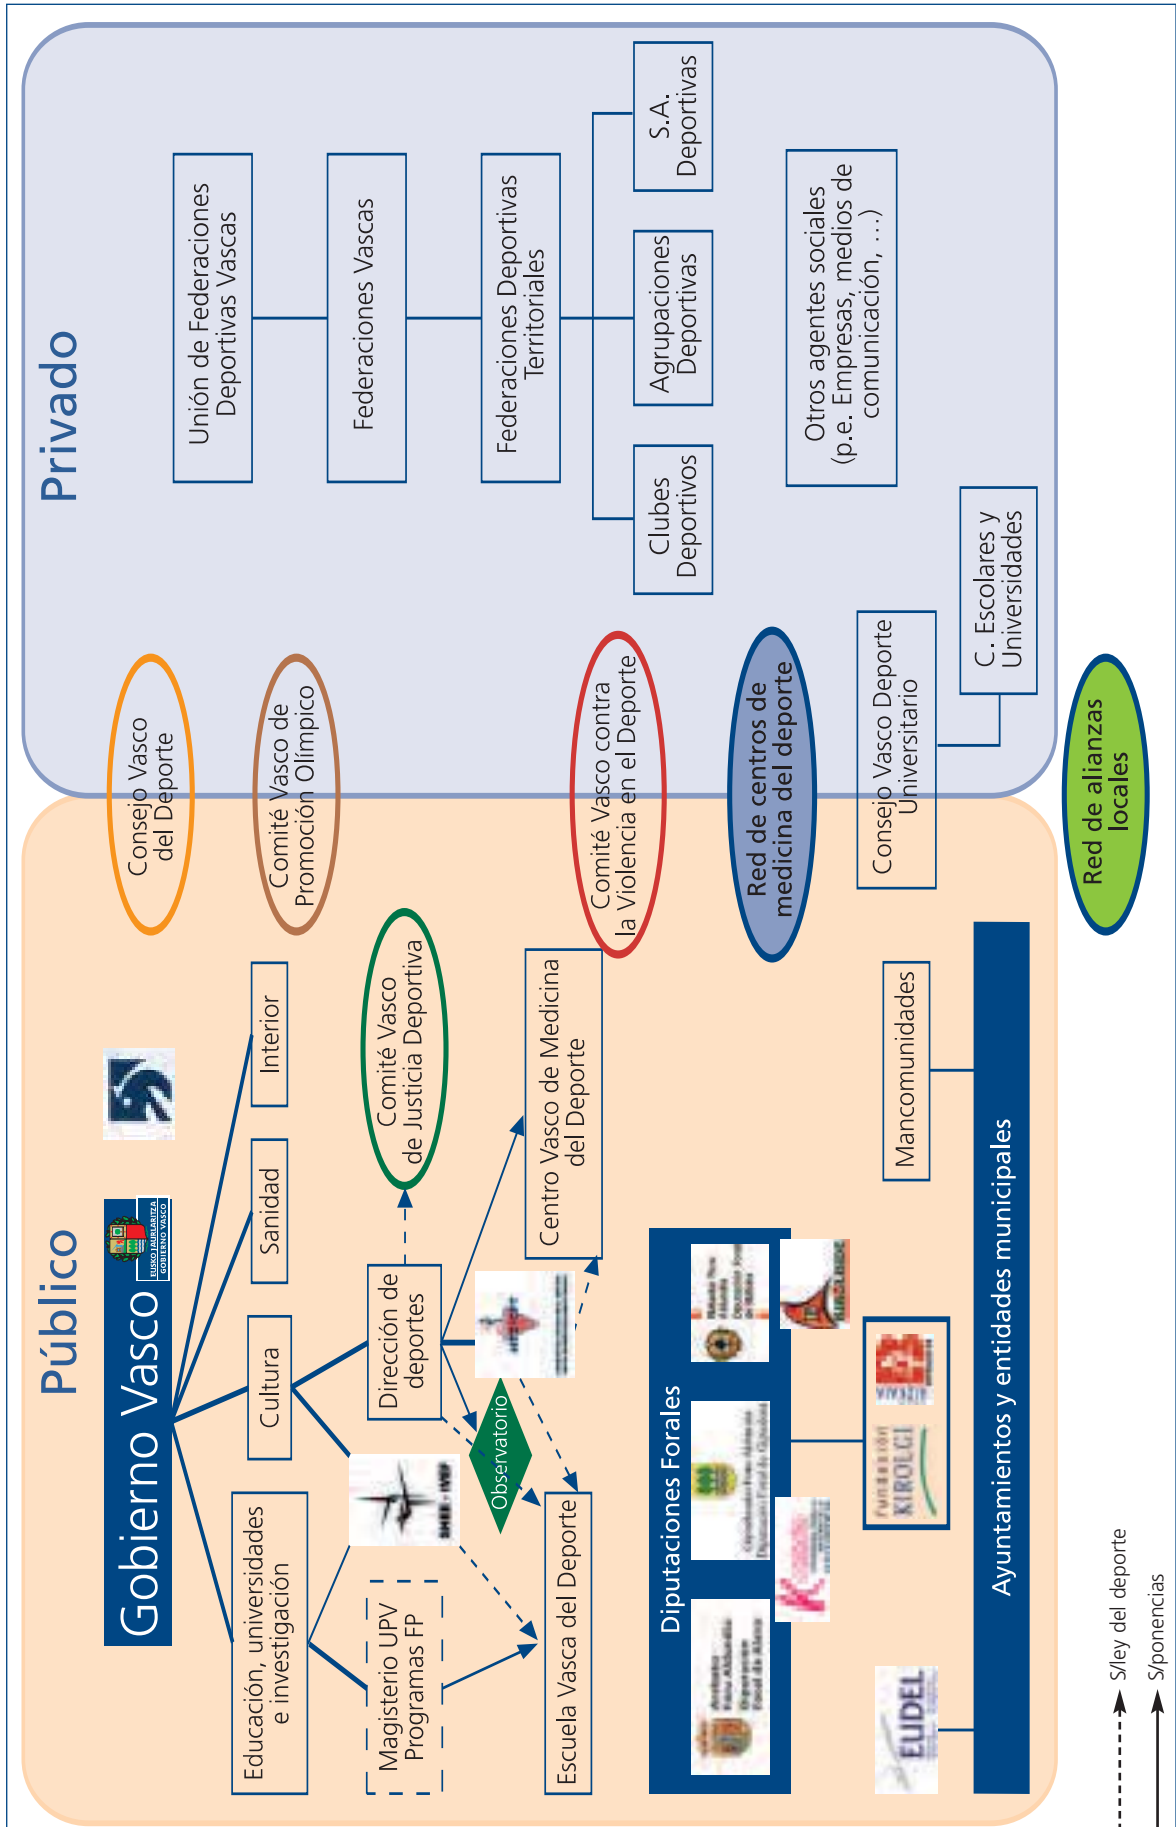 Público
Privado
Gobierno Vasco
EUSKO JAURLARITZA
GOBIERNO VASCO
Consejo Vasco
del Deporte
Unión de Federaciones
Deportivas Vascas
Educación, universidades
e investigación
Cultura
Sanidad
Interior
Comité Vasco de
Promoción Olímpico
Federaciones Vascas
Magisterio UPV
Programas FP
SHEE-IVEF
Dirección de
deportes
Comité Vasco
de Justicia Deportiva
Federaciones Deportivas
Territoriales
Observatorio
Escuela Vasca del Deporte
Centro Vasco de Medicina
del Deporte
Comité Vasco contra
la Violencia en el Deporte
Clubes
Deportivos
Agrupaciones
Deportivas
S.A.
Deportivas
Diputaciones Forales
Red de centros de
medicina del deporte
Otros agentes sociales
(p.e. Empresas, medios de
comunicación, ...)
Fundación
KIROLGI
EUDEL
Mancomunidades
Consejo Vasco Deporte
Universitario
C. Escolares y
Universidades
Ayuntamientos y entidades municipales
Red de alianzas
locales
S/ley del deporte
S/ponencias